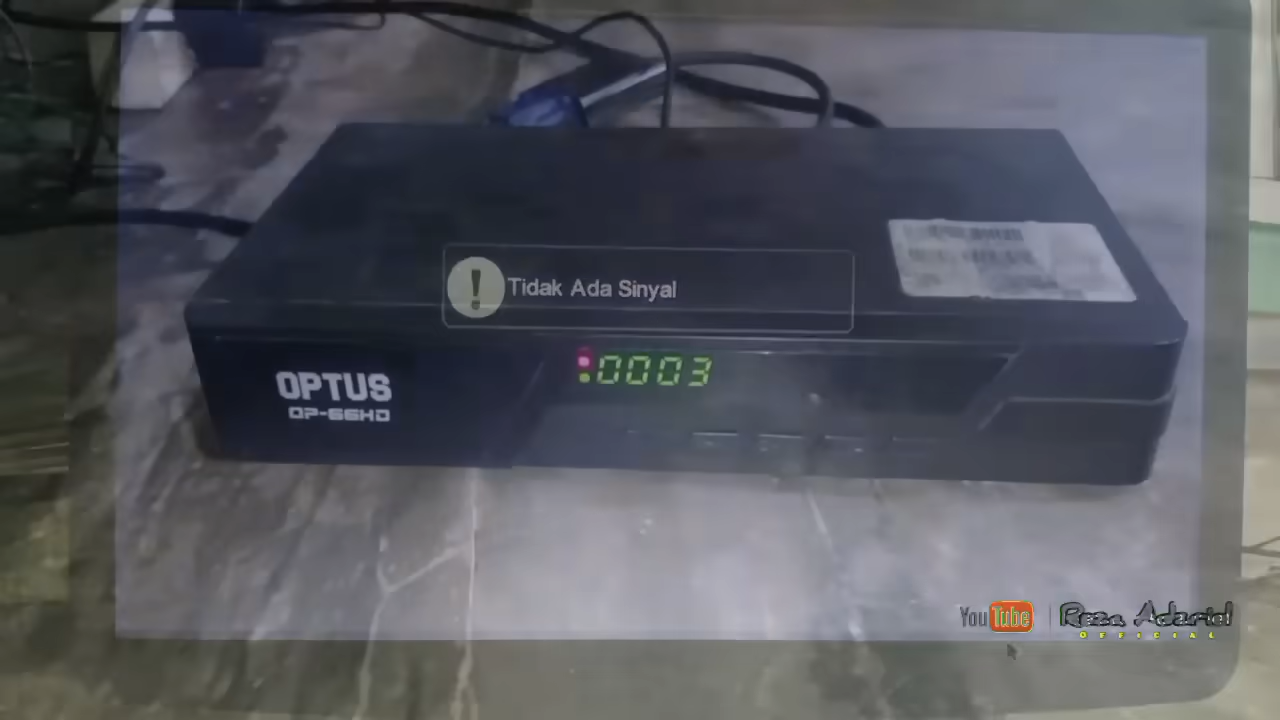 ! Tidak Ada Sinyal
:0003
OPTUS
OP-66HD
YouTube | Reza Adariel
OFFICIAL